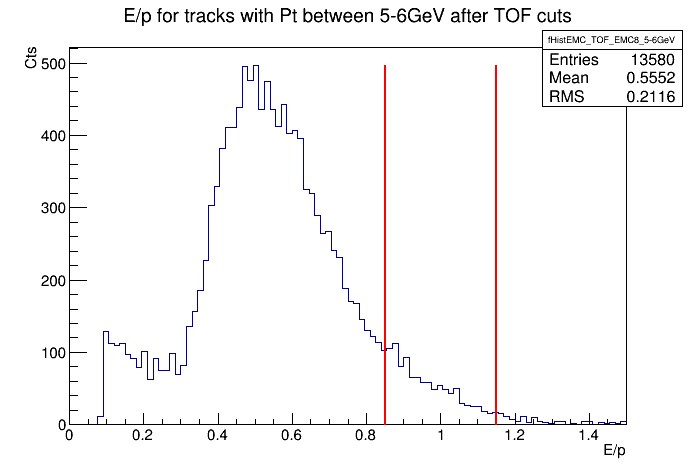 E/p for tracks with Pt between 5-6GeV after TOF cuts
fHistEMC_TOF_EMC8_5-6GeV
Entries 13580
Mean 0.5552
RMS 0.2116
Cts
500
400
300
200
100
0
0 0.2 0.4 0.6 0.8 1 1.2 1.4
E/p